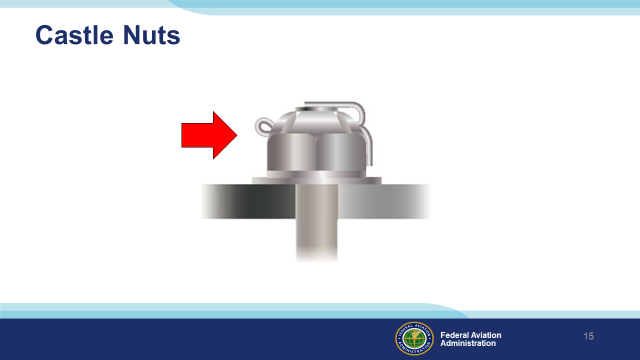 Castle Nuts
Federal Aviation
Administration
15